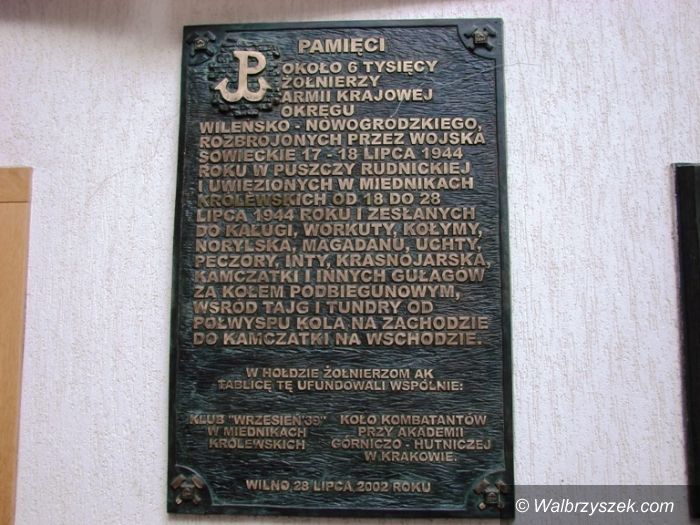 PAMIĘCI
OKOŁO 6 TYSIĘCY
ŻOŁNIERZY
ARMII KRAJOWEJ
OKRĘGU
WILEŃSKO - NOWOGRÓDZKIEGO,
ROZBROJONYCH PRZEZ WOJSKA
SOWIECKIE 17 - 18 LIPCA 1944
ROKU W PUSZCZY RUDNICKIEJ
I UWIĘZIONYCH W MIEDNIKACH
KRÓLEWSKICH OD 18 DO 28
LIPCA 1944 ROKU I ZESŁANYCH
DO KAŁUGI, WORKUTY, KOŁYMY,
NORYLSKA, MAGADANU, UCHTY,
PECZORY, INTY, KRASNOJARSKA,
KAMCZATKI I INNYCH GUŁAGÓW
ZA KOŁEM PODBIEGUNOWYM,
WŚRÓD TAJG I TUNDRY OD
PÓŁWYSPU KOLA NA ZACHODZIE
DO KAMCZATKI NA WSCHODZIE.
W HOŁDZIE ŻOŁNIERZOM AK
TABLICĘ TĘ UFUNDOWALI WSPÓLNIE:
KLUB "WRZESIEŃ'39"
W MIEDNIKACH
KRÓLEWSKICH
KOŁO KOMBATANTÓW
PRZY AKADEMII
GÓRNICZO - HUTNICZEJ
W KRAKOWIE.
WILNO, 28 LIPCA 2002 ROKU
© Walbrzyszek.com